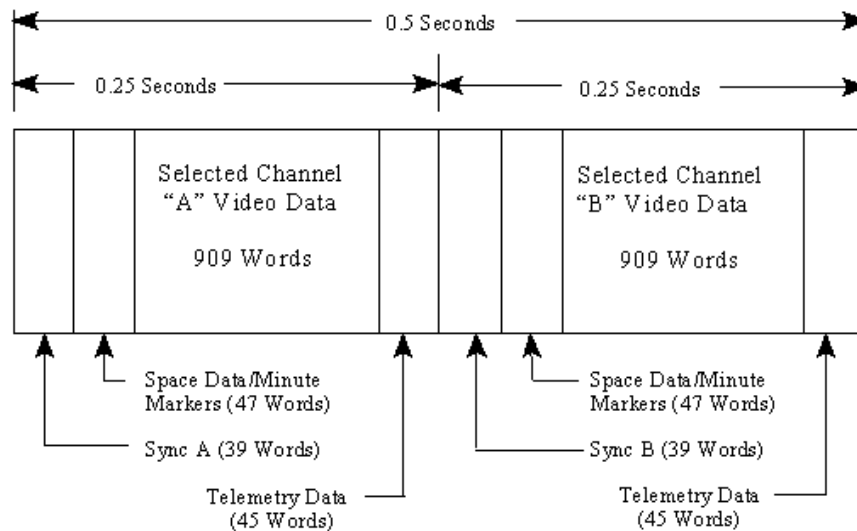 0.5 Seconds
0.25 Seconds
0.25 Seconds
Selected Channel
“A” Video Data
909 Words
Selected Channel
“B” Video Data
909 Words
Space Data/Minute
Markers (47 Words)
Space Data/Minute
Markers (47 Words)
Sync A (39 Words)
Sync B (39 Words)
Telemetry Data
(45 Words)
Telemetry Data
(45 Words)